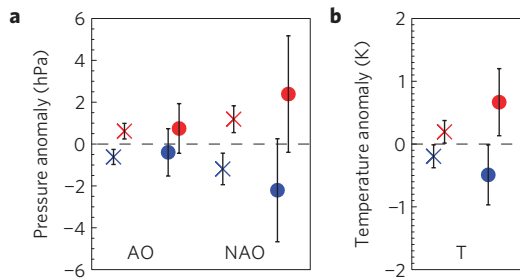 a
Pressure anomaly (hPa)
6
4
2
0
−2
−4
−6
AO
NAO
b
Temperature anomaly (K)
2
1
0
−1
−2
T